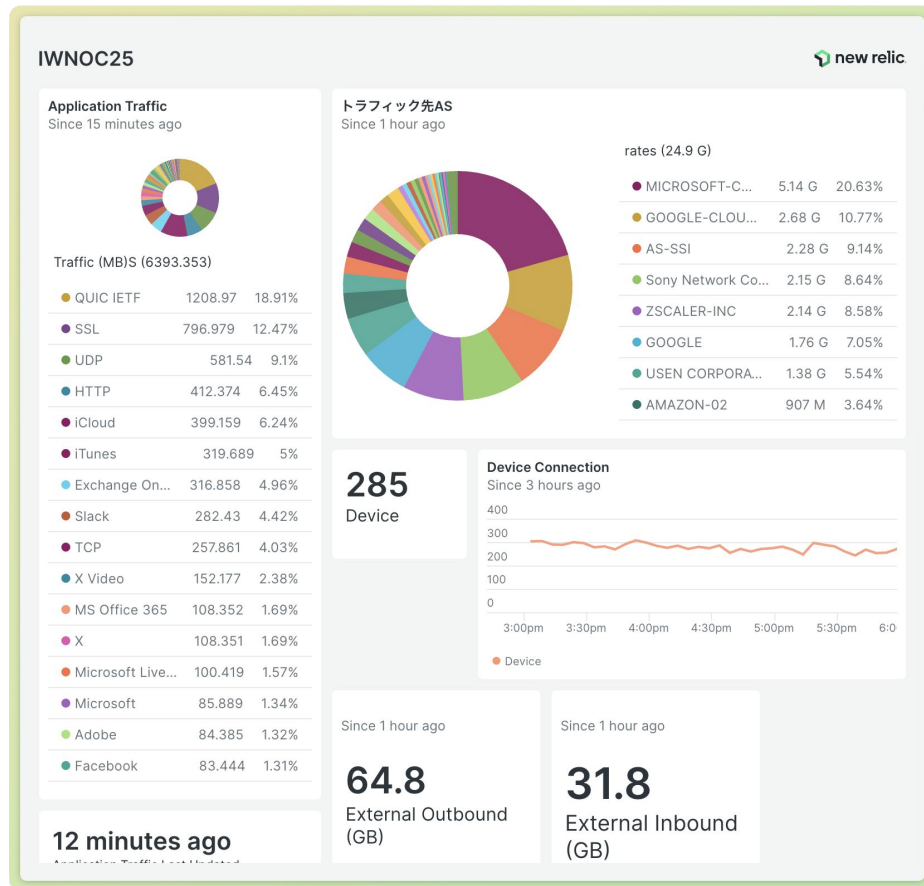 IWNOC25
new relic
Application Traffic
Since 15 minutes ago
Traffic (MB)S (6393.353)
QUIC IETF 1208.97 18.91%
SSL 796.979 12.47%
UDP 581.54 9.1%
HTTP 412.374 6.45%
iCloud 399.159 6.24%
iTunes 319.689 5%
Exchange On... 316.858 4.96%
Slack 282.43 4.42%
TCP 257.861 4.03%
X Video 152.177 2.38%
MS Office 365 108.352 1.69%
X 108.351 1.69%
Microsoft Live... 100.419 1.57%
Microsoft 85.889 1.34%
Adobe 84.385 1.32%
Facebook 83.444 1.31%
12 minutes ago
Application Traffic Last Updated
トラフィック先AS
Since 1 hour ago
rates (24.9 G)
MICROSOFT-C... 5.14 G 20.63%
GOOGLE-CLOU... 2.68 G 10.77%
AS-SSI 2.28 G 9.14%
Sony Network Co... 2.15 G 8.64%
ZSCALER-INC 2.14 G 8.58%
GOOGLE 1.76 G 7.05%
USEN CORPORA... 1.38 G 5.54%
AMAZON-02 907 M 3.64%
285
Device
Device Connection
Since 3 hours ago
400
300
200
100
0
3:00pm 3:30pm 4:00pm 4:30pm 5:00pm 5:30pm 6:0
Device
Since 1 hour ago
64.8
External Outbound
(GB)
Since 1 hour ago
31.8
External Inbound
(GB)